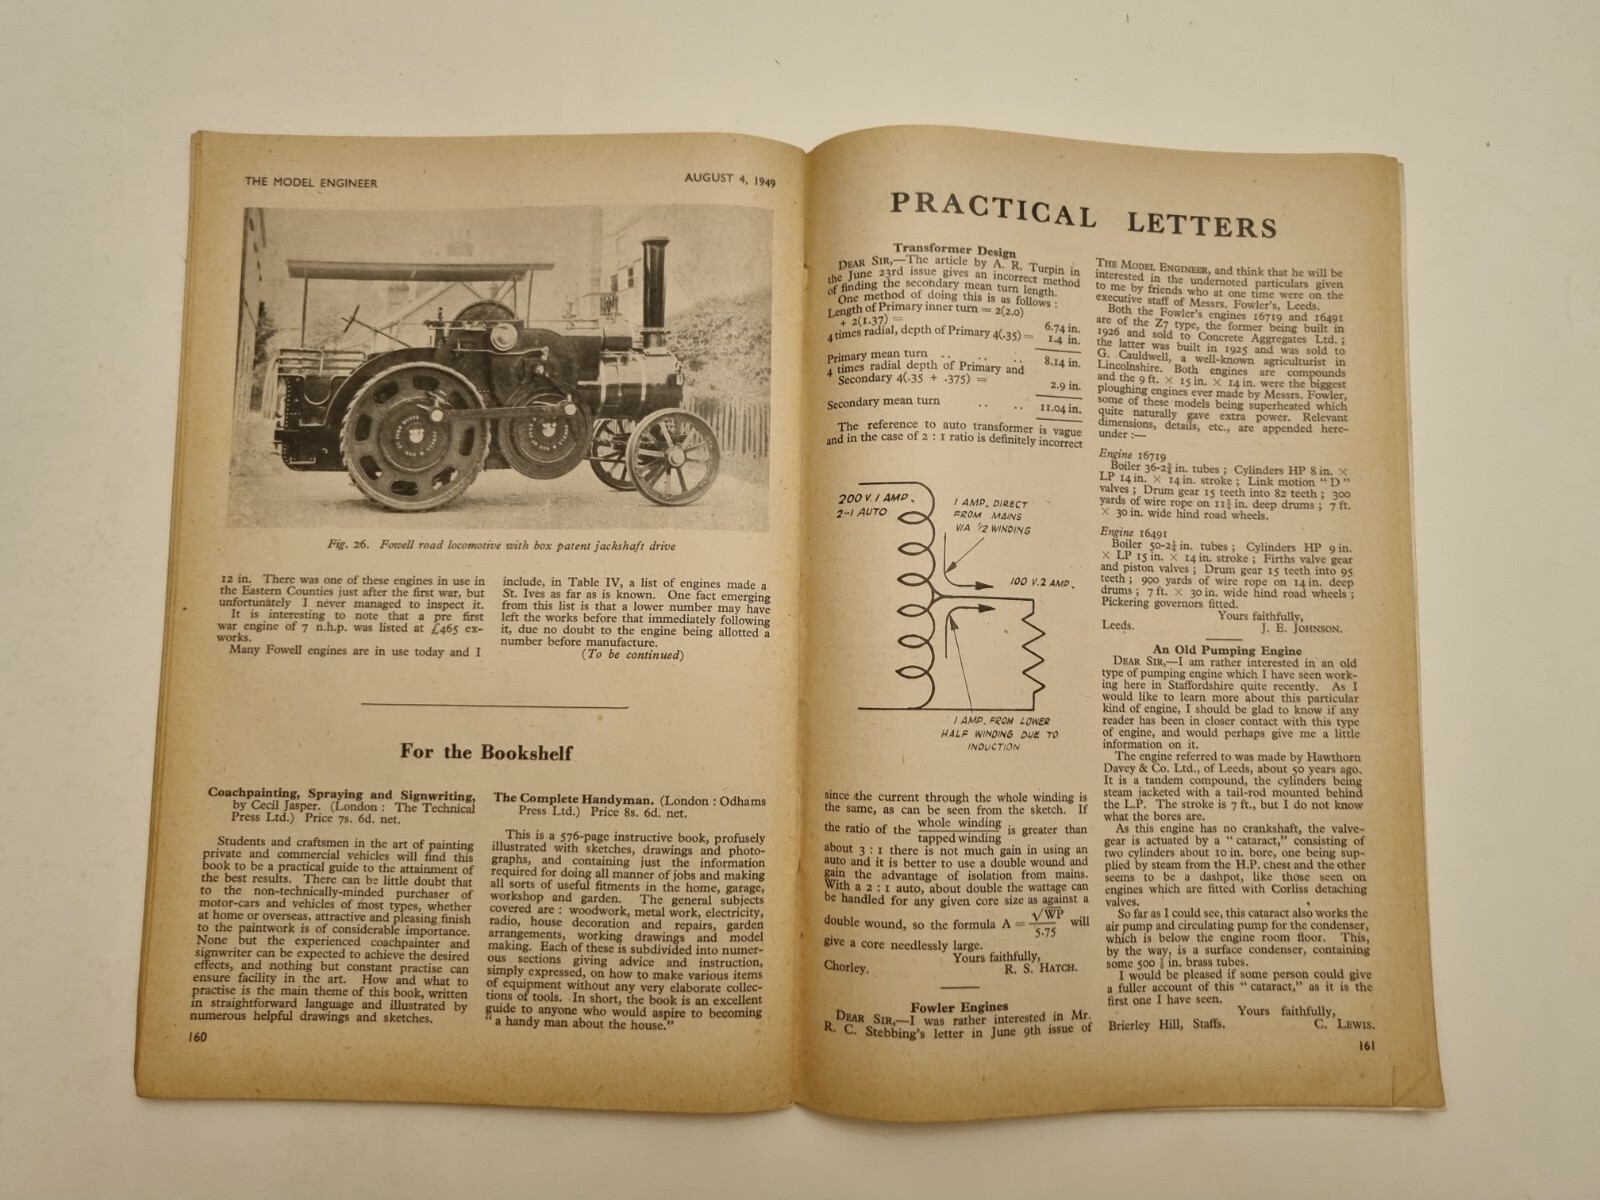 THE MODEL ENGINEER
AUGUST 4, 1949
Fig. 26. Fowell road locomotive with box patent jackshaft drive
12 in. There was one of these engines in use in
the Eastern Counties just after the first war, but
unfortunately I never managed to inspect it.
It is interesting to note that a pre first
war engine of 7 n.h.p. was listed at £465 ex-
works.
Many Fowell engines are in use today and I
include, in Table IV, a list of engines made a
St. Ives as far as is known. One fact emerging
from this list is that a lower number may have
left the works before that immediately following
it, due no doubt to the engine being allotted a
number before manufacture.
(To be continued)
For the Bookshelf
Coachpainting, Spraying and Signwriting,
by Cecil Jasper. (London : The Technical
Press Ltd.) Price 7s. 6d. net.
Students and craftsmen in the art of painting
private and commercial vehicles will find this
book to be a practical guide to the attainment of
the best results. There can be little doubt that
to the non-technically-minded purchaser of
motor-cars and vehicles of most types, whether
at home or overseas, attractive and pleasing finish
to the paintwork is of considerable importance.
None but the experienced coachpainter and
signwriter can be expected to achieve the desired
effects, and nothing but constant practise can
ensure facility in the art. How and what to
practise is the main theme of this book, written
in straightforward language and illustrated by
numerous helpful drawings and sketches.
The Complete Handyman. (London : Odhams
Press Ltd.) Price 8s. 6d. net.
This is a 576-page instructive book, profusely
illustrated with sketches, drawings and photo-
graphs, and containing just the information
required for doing all manner of jobs and making
all sorts of useful fitments in the home, garage,
workshop and garden. The general subjects
covered are : woodwork, metal work, electricity,
radio, house decoration and repairs, garden
arrangements, working drawings and model
making. Each of these is subdivided into numer-
ous sections giving advice and instruction,
simply expressed, on how to make various items
of equipment without any very elaborate collec-
tions of tools. In short, the book is an excellent
guide to anyone who would aspire to becoming
" a handy man about the house."
160
PRACTICAL LETTERS
Transformer Design
DEAR SIR,—The article by A. R. Turpin in
the June 23rd issue gives an incorrect method
of finding the secondary mean turn length.
One method of doing this is as follows :
Length of Primary inner turn = 2(2.0)
+ 2(1.37) = 6.74 in.
4 times radial, depth of Primary 4(.35) = 1.4 in.
Primary mean turn .. .. .. 8.14 in.
4 times radial depth of Primary and
Secondary 4(.35 + .375) = 2.9 in.
Secondary mean turn .. .. 11.04 in.
The reference to auto transformer is vague
and in the case of 2 : 1 ratio is definitely incorrect
200 V. 1 AMP.
2-1 AUTO
1 AMP. DIRECT
FROM MAINS
VIA ½ WINDING
100 V. 2 AMP.
1 AMP. FROM LOWER
HALF WINDING DUE TO
INDUCTION
since the current through the whole winding is
the same, as can be seen from the sketch. If
the ratio of the whole winding / tapped winding is greater than
about 3 : 1 there is not much gain in using an
auto and it is better to use a double wound and
gain the advantage of isolation from mains.
With a 2 : 1 auto, about double the wattage can
be handled for any given core size as against a
double wound, so the formula A = √WP / 5.75 will
give a core needlessly large.
Yours faithfully,
Chorley. R. S. HATCH.
Fowler Engines
DEAR SIR,—I was rather interested in Mr.
R. C. Stebbing's letter in June 9th issue of
THE MODEL ENGINEER, and think that he will be
interested in the undernoted particulars given
to me by friends who at one time were on the
executive staff of Messrs. Fowler's, Leeds.
Both the Fowler's engines 16719 and 16491
are of the Z7 type, the former being built in
1926 and sold to Concrete Aggregates Ltd. ;
the latter was built in 1925 and was sold to
G. Cauldwell, a well-known agriculturist in
Lincolnshire. Both engines are compounds
and the 9 ft. × 15 in. × 14 in. were the biggest
ploughing engines ever made by Messrs. Fowler,
some of these models being superheated which
quite naturally gave extra power. Relevant
dimensions, details, etc., are appended here-
under :—
Engine 16719
Boiler 36-2¾ in. tubes ; Cylinders HP 8 in. ×
LP 14 in. × 14 in. stroke ; Link motion " D "
valves ; Drum gear 15 teeth into 82 teeth ; 300
yards of wire rope on 11¾ in. deep drums ; 7 ft.
× 30 in. wide hind road wheels.
Engine 16491
Boiler 50-2¼ in. tubes ; Cylinders HP 9 in.
× LP 15 in. × 14 in. stroke ; Firths valve gear
and piston valves ; Drum gear 15 teeth into 95
teeth ; 900 yards of wire rope on 14 in. deep
drums ; 7 ft. × 30 in. wide hind road wheels ;
Pickering governors fitted.
Yours faithfully,
Leeds. J. E. JOHNSON.
An Old Pumping Engine
DEAR SIR,—I am rather interested in an old
type of pumping engine which I have seen work-
ing here in Staffordshire quite recently. As I
would like to learn more about this particular
kind of engine, I should be glad to know if any
reader has been in closer contact with this type
of engine, and would perhaps give me a little
information on it.
The engine referred to was made by Hawthorn
Davey & Co. Ltd., of Leeds, about 50 years ago.
It is a tandem compound, the cylinders being
steam jacketed with a tail-rod mounted behind
the L.P. The stroke is 7 ft., but I do not know
what the bores are.
As this engine has no crankshaft, the valve-
gear is actuated by a " cataract," consisting of
two cylinders about 10 in. bore, one being sup-
plied by steam from the H.P. chest and the other
seems to be a dashpot, like those seen on
engines which are fitted with Corliss detaching
valves.
So far as I could see, this cataract also works the
air pump and circulating pump for the condenser,
which is below the engine room floor. This,
by the way, is a surface condenser, containing
some 500 in. brass tubes.
I would be pleased if some person could give
a fuller account of this " cataract," as it is the
first one I have seen.
Yours faithfully,
Brierley Hill, Staffs. C. LEWIS.
161